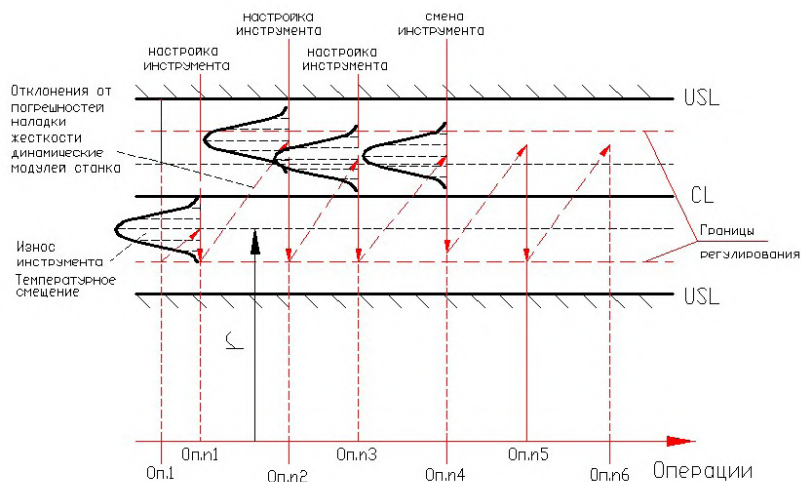 настройка
инструмента
смена
инструмента
настройка
инструмента
настройка
инструмента
Отклонения от
погрешностей
наладки
жесткости
динамические
модулей станка
USL
CL
Границы
регулирования
Износ
инструмента
Температурное
смещение
USL
r
Оп.1
Оп.n1
Оп.n2
Оп.n3
Оп.n4
Оп.n5
Оп.n6
Операции